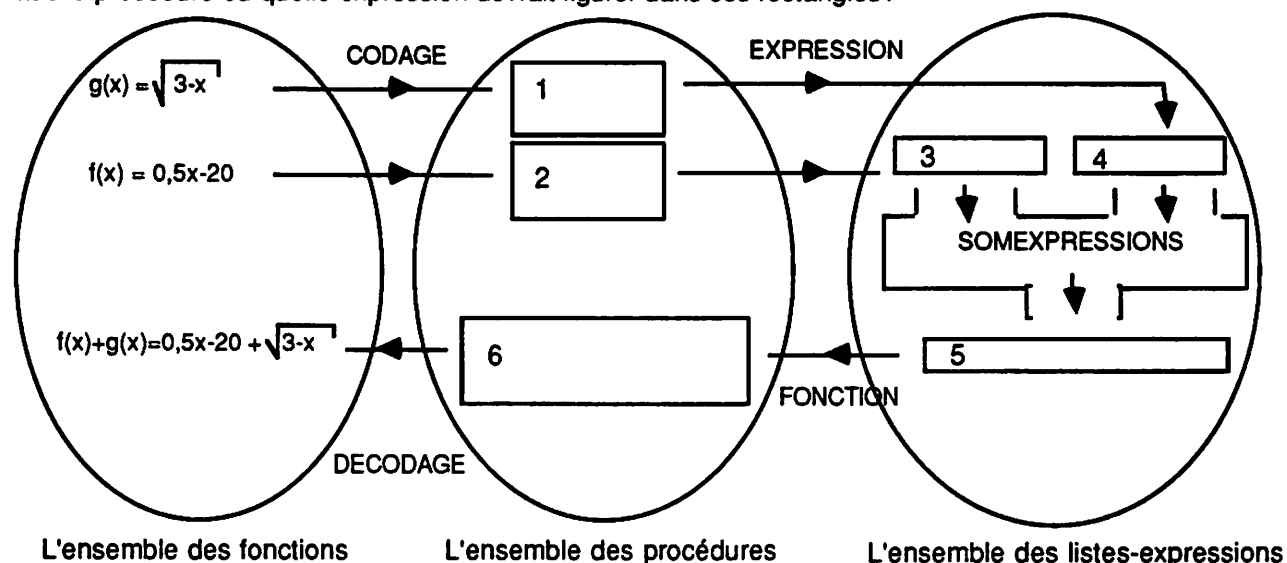 CODAGE
EXPRESSION
g(x) = √3-x
1
3
4
f(x) = 0,5x-20
2
SOMEXPRESSIONS
f(x)+g(x)=0,5x-20 + √3-x
6
5
FONCTION
DECODAGE
L'ensemble des fonctions
L'ensemble des procédures
L'ensemble des listes-expressions